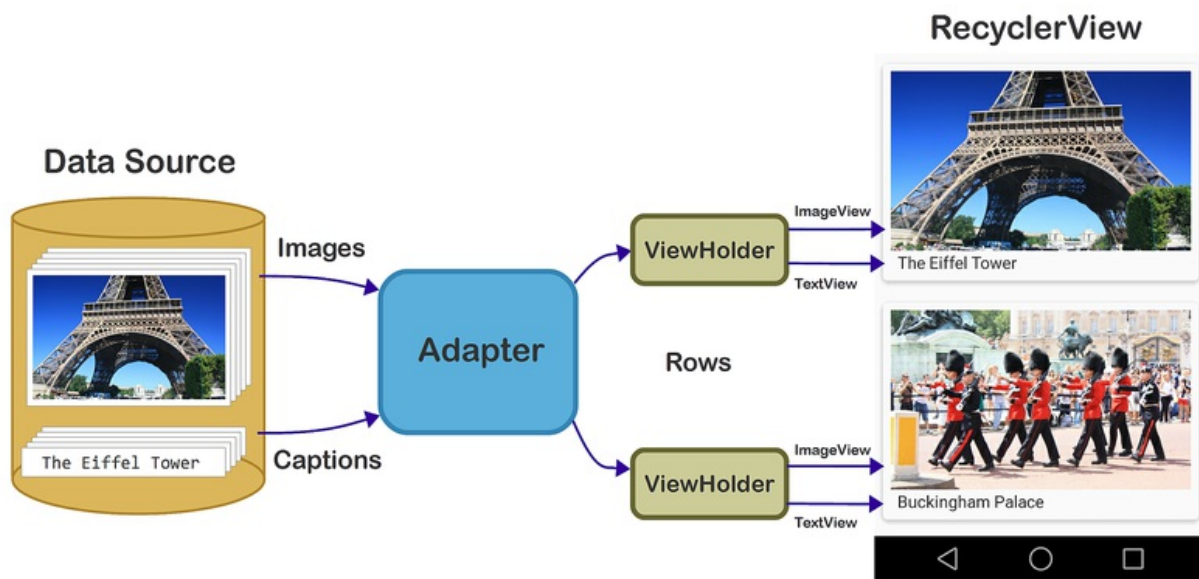 RecyclerView
Data Source
Images
Captions
The Eiffel Tower
Adapter
ViewHolder
ImageView
TextView
Rows
ViewHolder
ImageView
TextView
The Eiffel Tower
Buckingham Palace